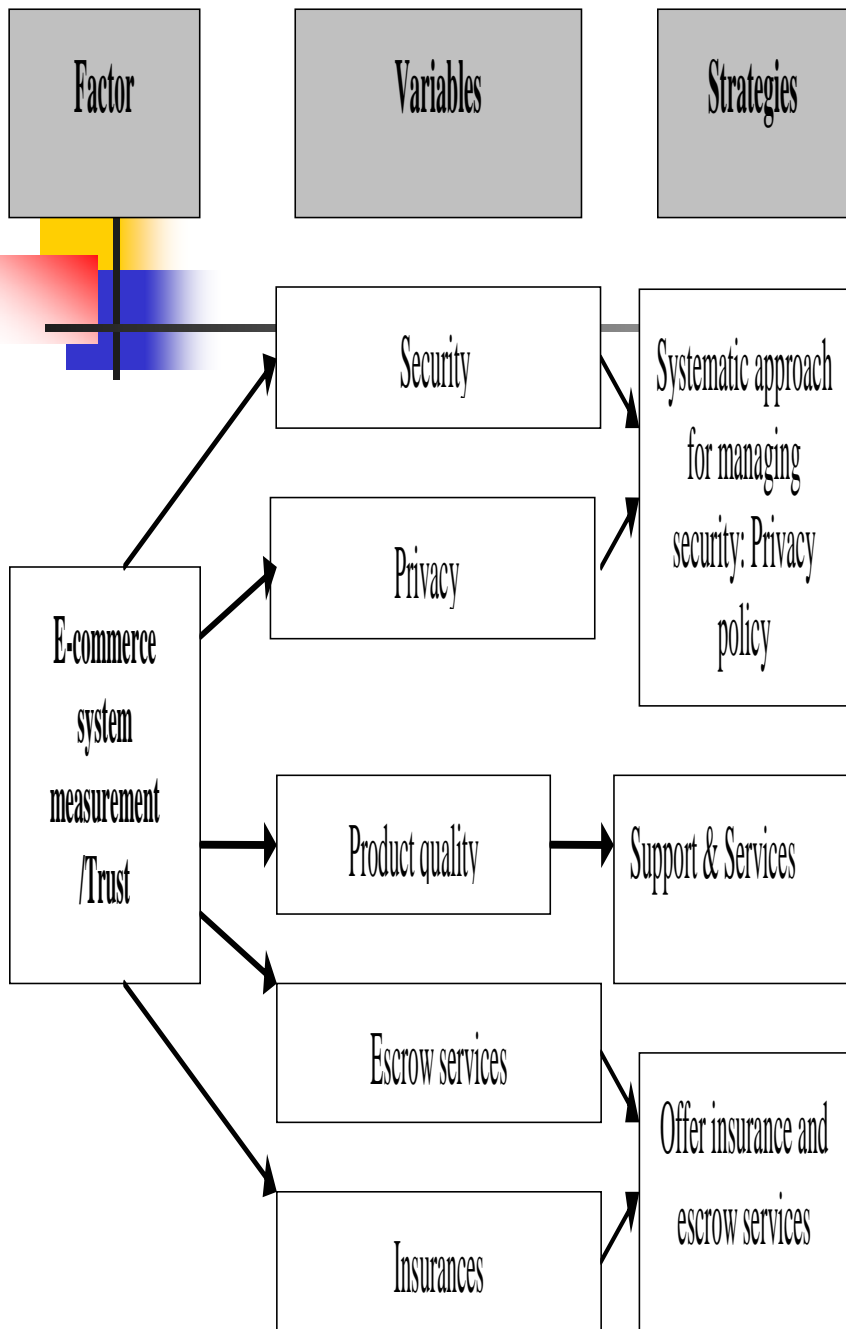 Factor
Variables
Strategies
Security
Systematic approach
for managing
security: Privacy
policy
Privacy
E-commerce
system
measurement
/Trust
Product quality
Support & Services
Escrow services
Offer insurance and
escrow services
Insurances